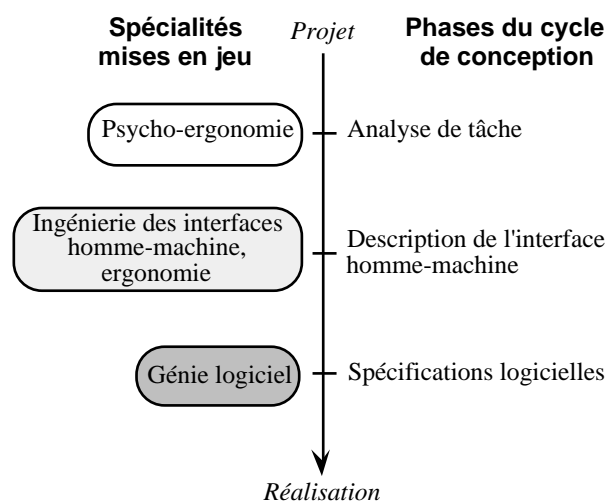 Spécialités
mises en jeu
Projet
Phases du cycle
de conception
Psycho-ergonomie
Analyse de tâche
Ingénierie des interfaces
homme-machine,
ergonomie
Description de l'interface
homme-machine
Génie logiciel
Spécifications logicielles
Réalisation